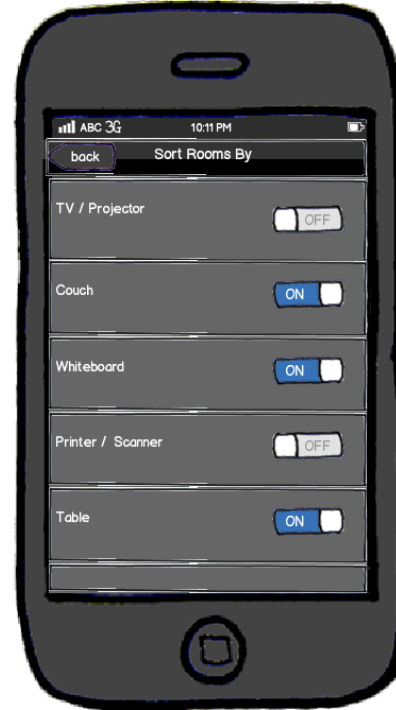 ABC 3G 10:11 PM
back Sort Rooms By
TV / Projector OFF
Couch ON
Whiteboard ON
Printer / Scanner OFF
Table ON